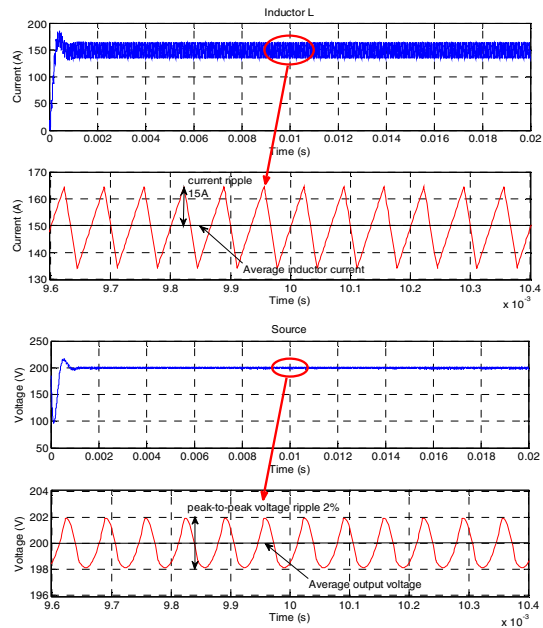 Inductor L
200
150
100
50
0
Current (A)
0 0.002 0.004 0.006 0.008 0.01 0.012 0.014 0.016 0.018 0.02
Time (s)
170
160
150
140
130
Current (A)
current ripple
15A
Average inductor current
9.6 9.7 9.8 9.9 10 10.1 10.2 10.3 10.4
Time (s)
x 10-3
Source
250
200
150
100
50
Voltage (V)
0 0.002 0.004 0.006 0.008 0.01 0.012 0.014 0.016 0.018 0.02
Time (s)
204
202
200
198
196
Voltage (V)
peak-to-peak voltage ripple 2%
Average output voltage
9.6 9.7 9.8 9.9 10 10.1 10.2 10.3 10.4
Time (s)
x 10-3